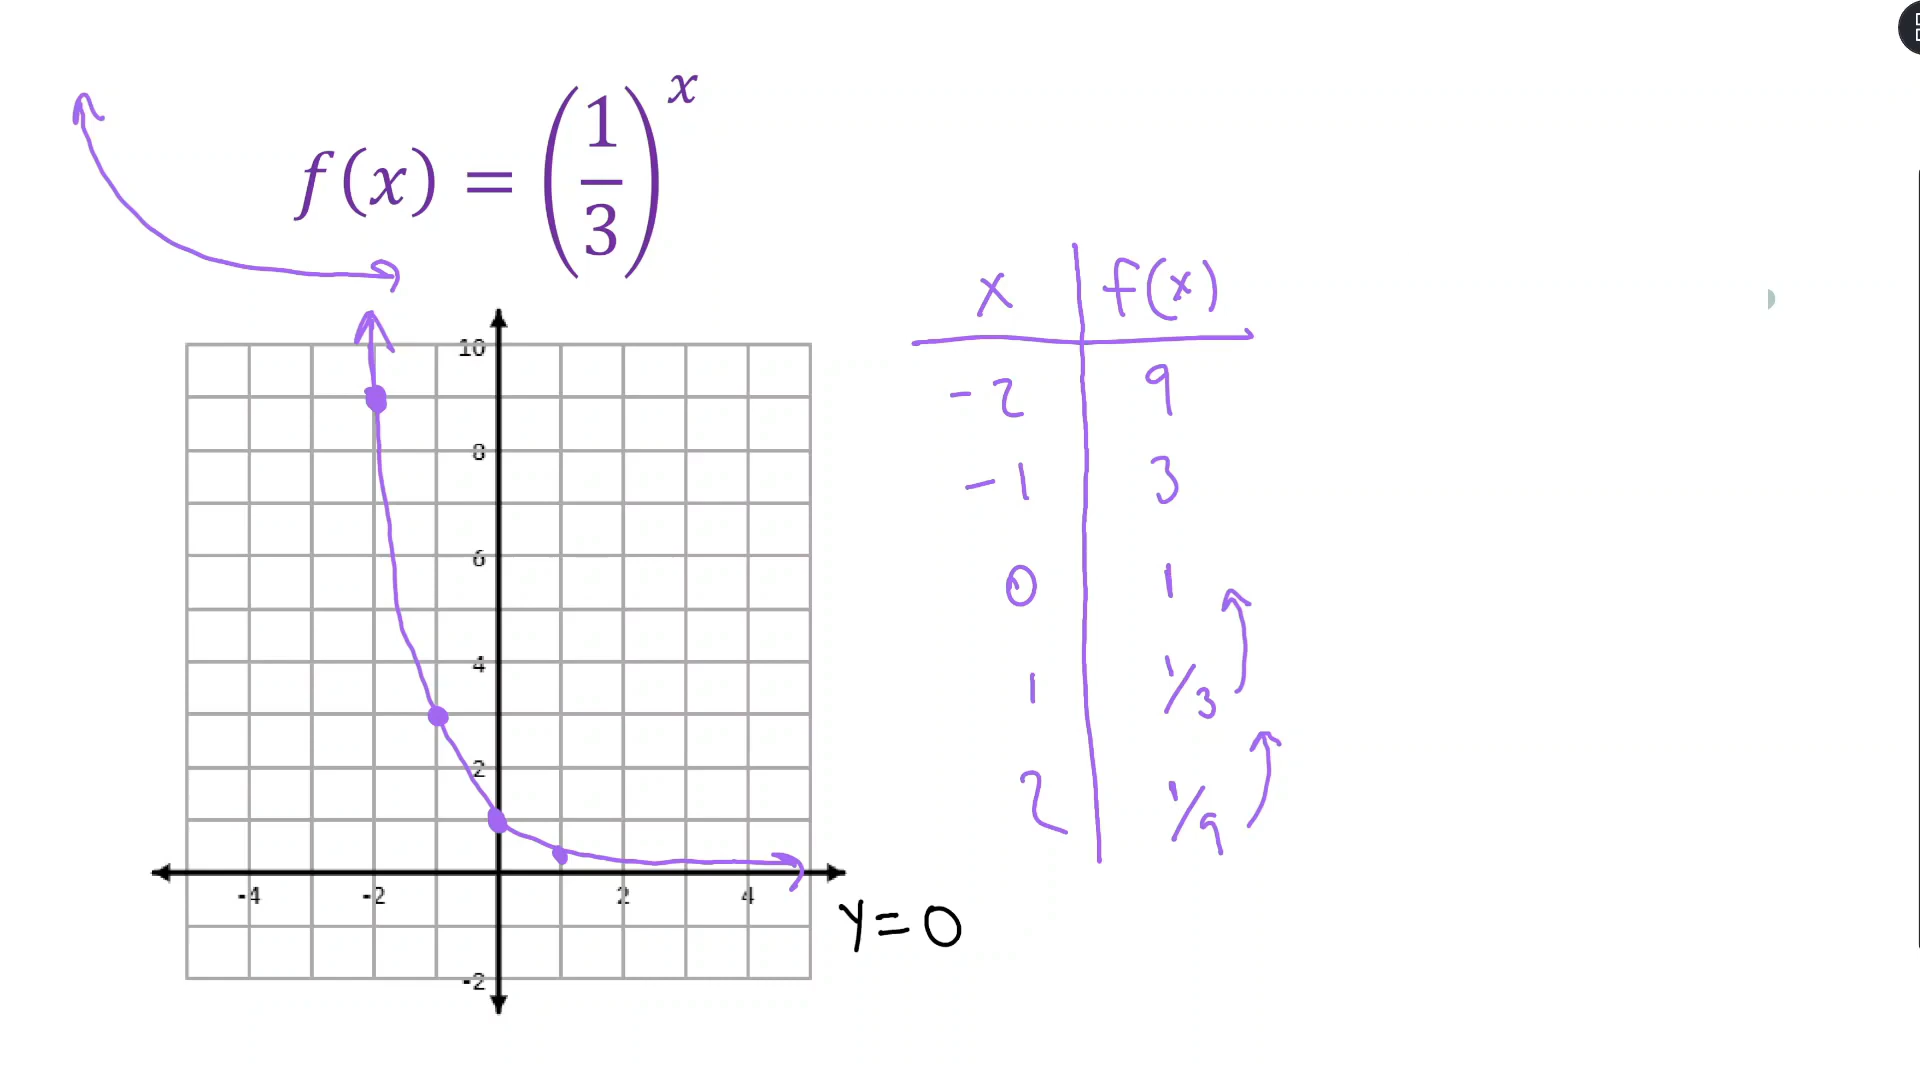 f(x) = (1/3)^x
x f(x)
-2 9
-1 3
0 1
1 1/3
2 1/9
10
8
6
4
2
-4 -2 2 4
y=0
-2